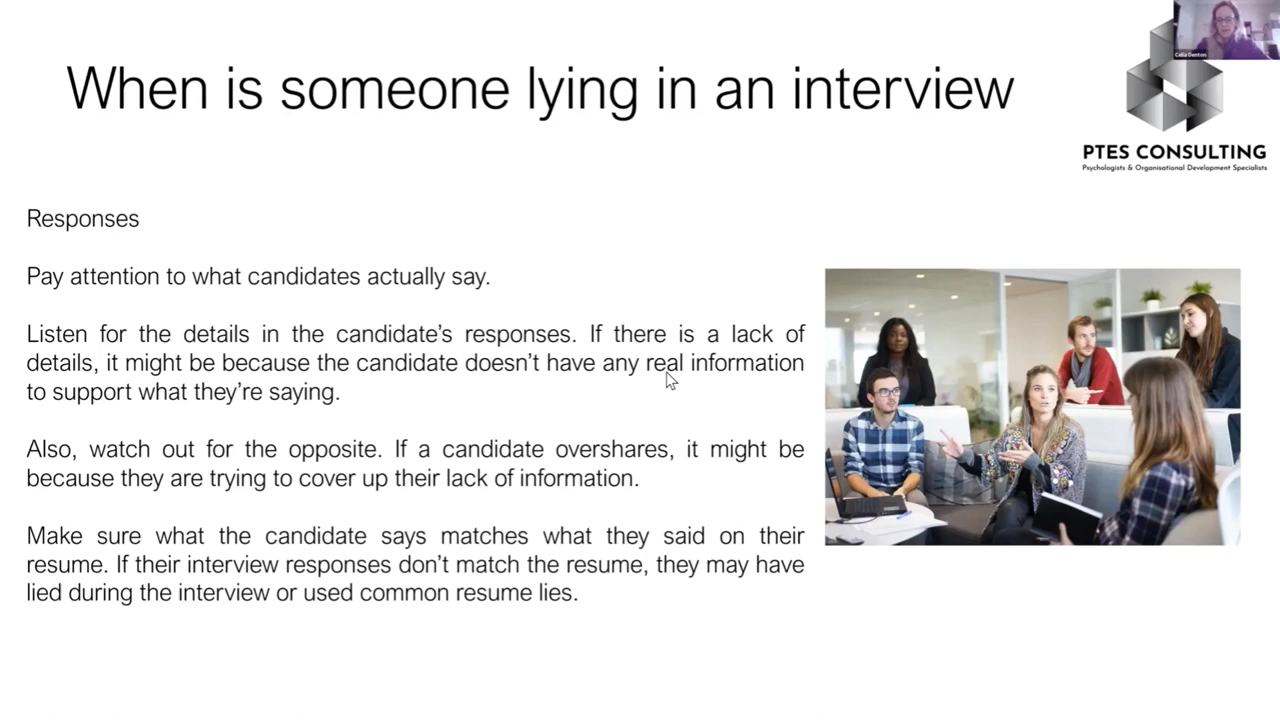 When is someone lying in an interview
Celia Denton
PTES CONSULTING
Psychologists & Organisational Development Specialists
Responses
Pay attention to what candidates actually say.
Listen for the details in the candidate's responses. If there is a lack of
details, it might be because the candidate doesn't have any real information
to support what they're saying.
Also, watch out for the opposite. If a candidate overshares, it might be
because they are trying to cover up their lack of information.
Make sure what the candidate says matches what they said on their
resume. If their interview responses don't match the resume, they may have
lied during the interview or used common resume lies.